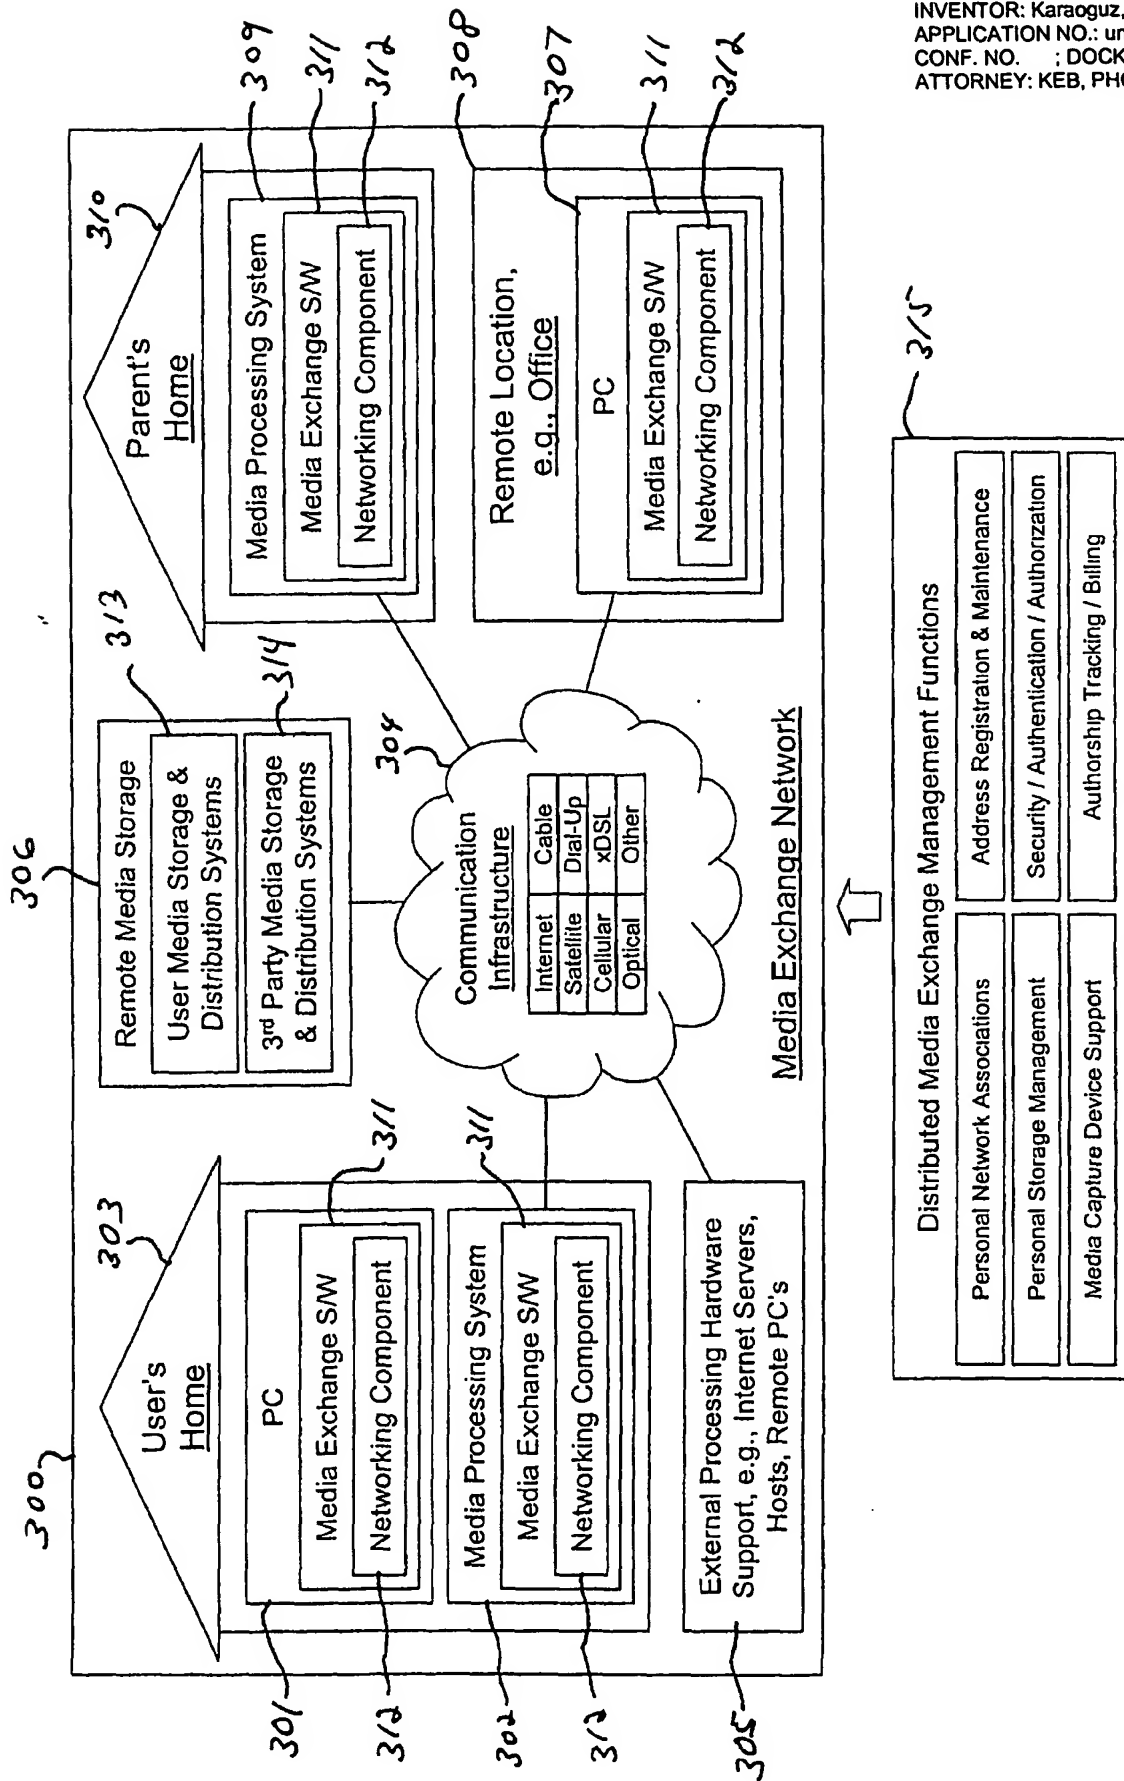 INVENTOR: Karaoguz,
APPLICATION NO.: un
CONF. NO. ; DOCK
ATTORNEY: KEB, PHO
300
User's
Home
303
PC
Media Exchange S/W
Networking Component
301
311
312
Media Processing System
Media Exchange S/W
Networking Component
302
311
312
External Processing Hardware
Support, e.g., Internet Servers,
Hosts, Remote PC's
305
306
Remote Media Storage
User Media Storage &
Distribution Systems
313
3rd Party Media Storage
& Distribution Systems
314
304
Communication
Infrastructure
Internet Cable
Satellite Dial-Up
Cellular xDSL
Optical Other
Media Exchange Network
Parent's
Home
310
Media Processing System
Media Exchange S/W
Networking Component
309
311
312
308
Remote Location,
e.g., Office
307
PC
Media Exchange S/W
Networking Component
311
312
315
Distributed Media Exchange Management Functions
Personal Network Associations
Address Registration & Maintenance
Personal Storage Management
Security / Authentication / Authorization
Media Capture Device Support
Authorship Tracking / Billing